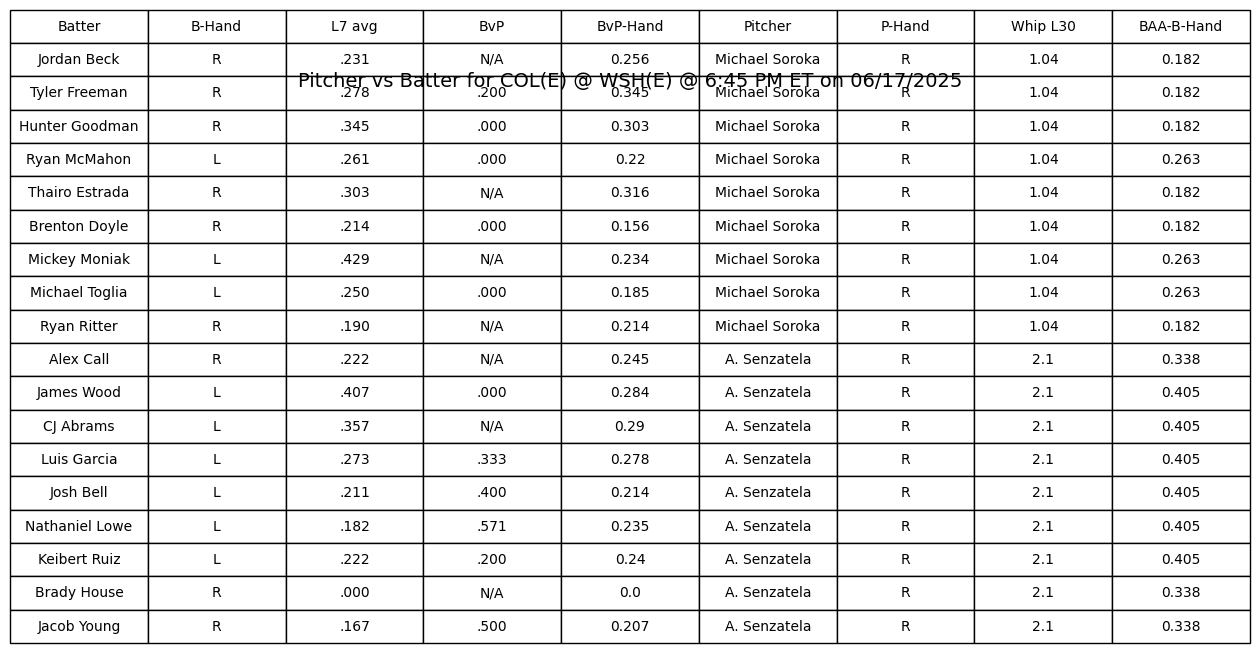 Batter B-Hand L7 avg BvP BvP-Hand Pitcher P-Hand Whip L30 BAA-B-Hand
Jordan Beck R .231 N/A 0.256 Michael Soroka R 1.04 0.182
Pitcher vs Batter for COL(E) @ WSH(E) @ 6:45 PM ET on 06/17/2025
Tyler Freeman R .278 .200 0.345 Michael Soroka R 1.04 0.182
Hunter Goodman R .345 .000 0.303 Michael Soroka R 1.04 0.182
Ryan McMahon L .261 .000 0.22 Michael Soroka R 1.04 0.263
Thairo Estrada R .303 N/A 0.316 Michael Soroka R 1.04 0.182
Brenton Doyle R .214 .000 0.156 Michael Soroka R 1.04 0.182
Mickey Moniak L .429 N/A 0.234 Michael Soroka R 1.04 0.263
Michael Toglia L .250 .000 0.185 Michael Soroka R 1.04 0.263
Ryan Ritter R .190 N/A 0.214 Michael Soroka R 1.04 0.182
Alex Call R .222 N/A 0.245 A. Senzatela R 2.1 0.338
James Wood L .407 .000 0.284 A. Senzatela R 2.1 0.405
CJ Abrams L .357 N/A 0.29 A. Senzatela R 2.1 0.405
Luis Garcia L .273 .333 0.278 A. Senzatela R 2.1 0.405
Josh Bell L .211 .400 0.214 A. Senzatela R 2.1 0.405
Nathaniel Lowe L .182 .571 0.235 A. Senzatela R 2.1 0.405
Keibert Ruiz L .222 .200 0.24 A. Senzatela R 2.1 0.405
Brady House R .000 N/A 0.0 A. Senzatela R 2.1 0.338
Jacob Young R .167 .500 0.207 A. Senzatela R 2.1 0.338